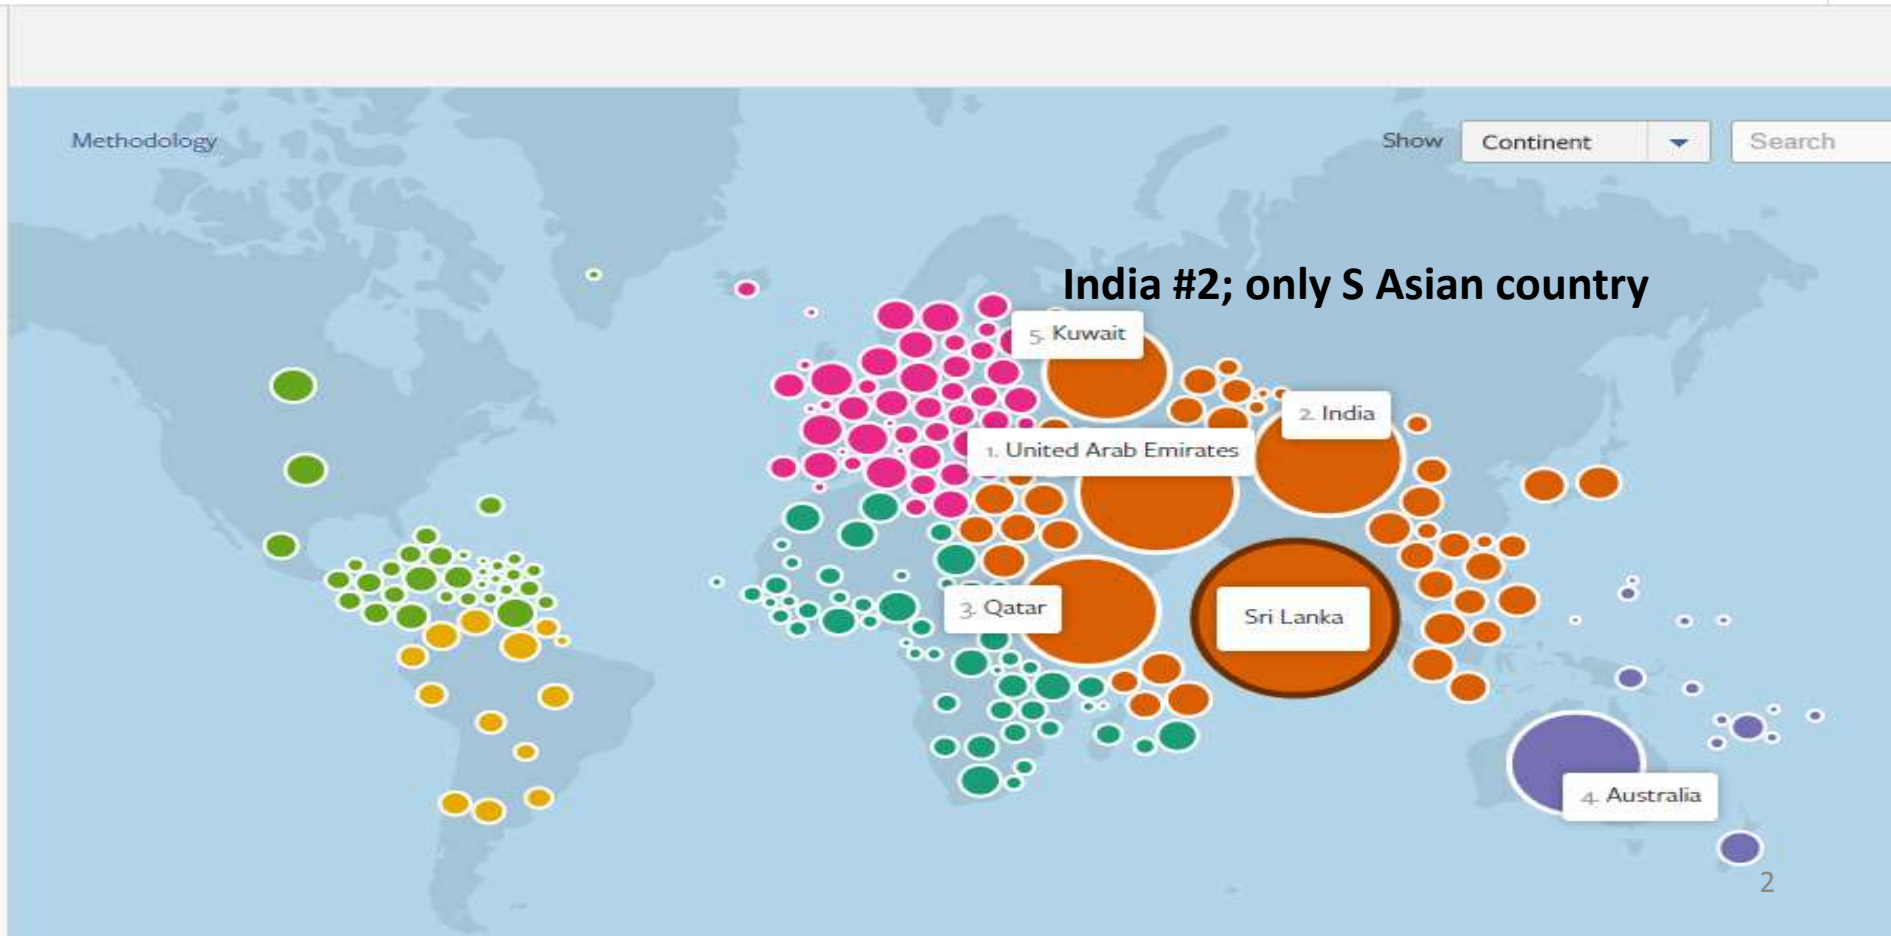 Methodology
Show
Continent
Search
India #2; only S Asian country
5. Kuwait
2. India
1. United Arab Emirates
3. Qatar
Sri Lanka
4. Australia
2